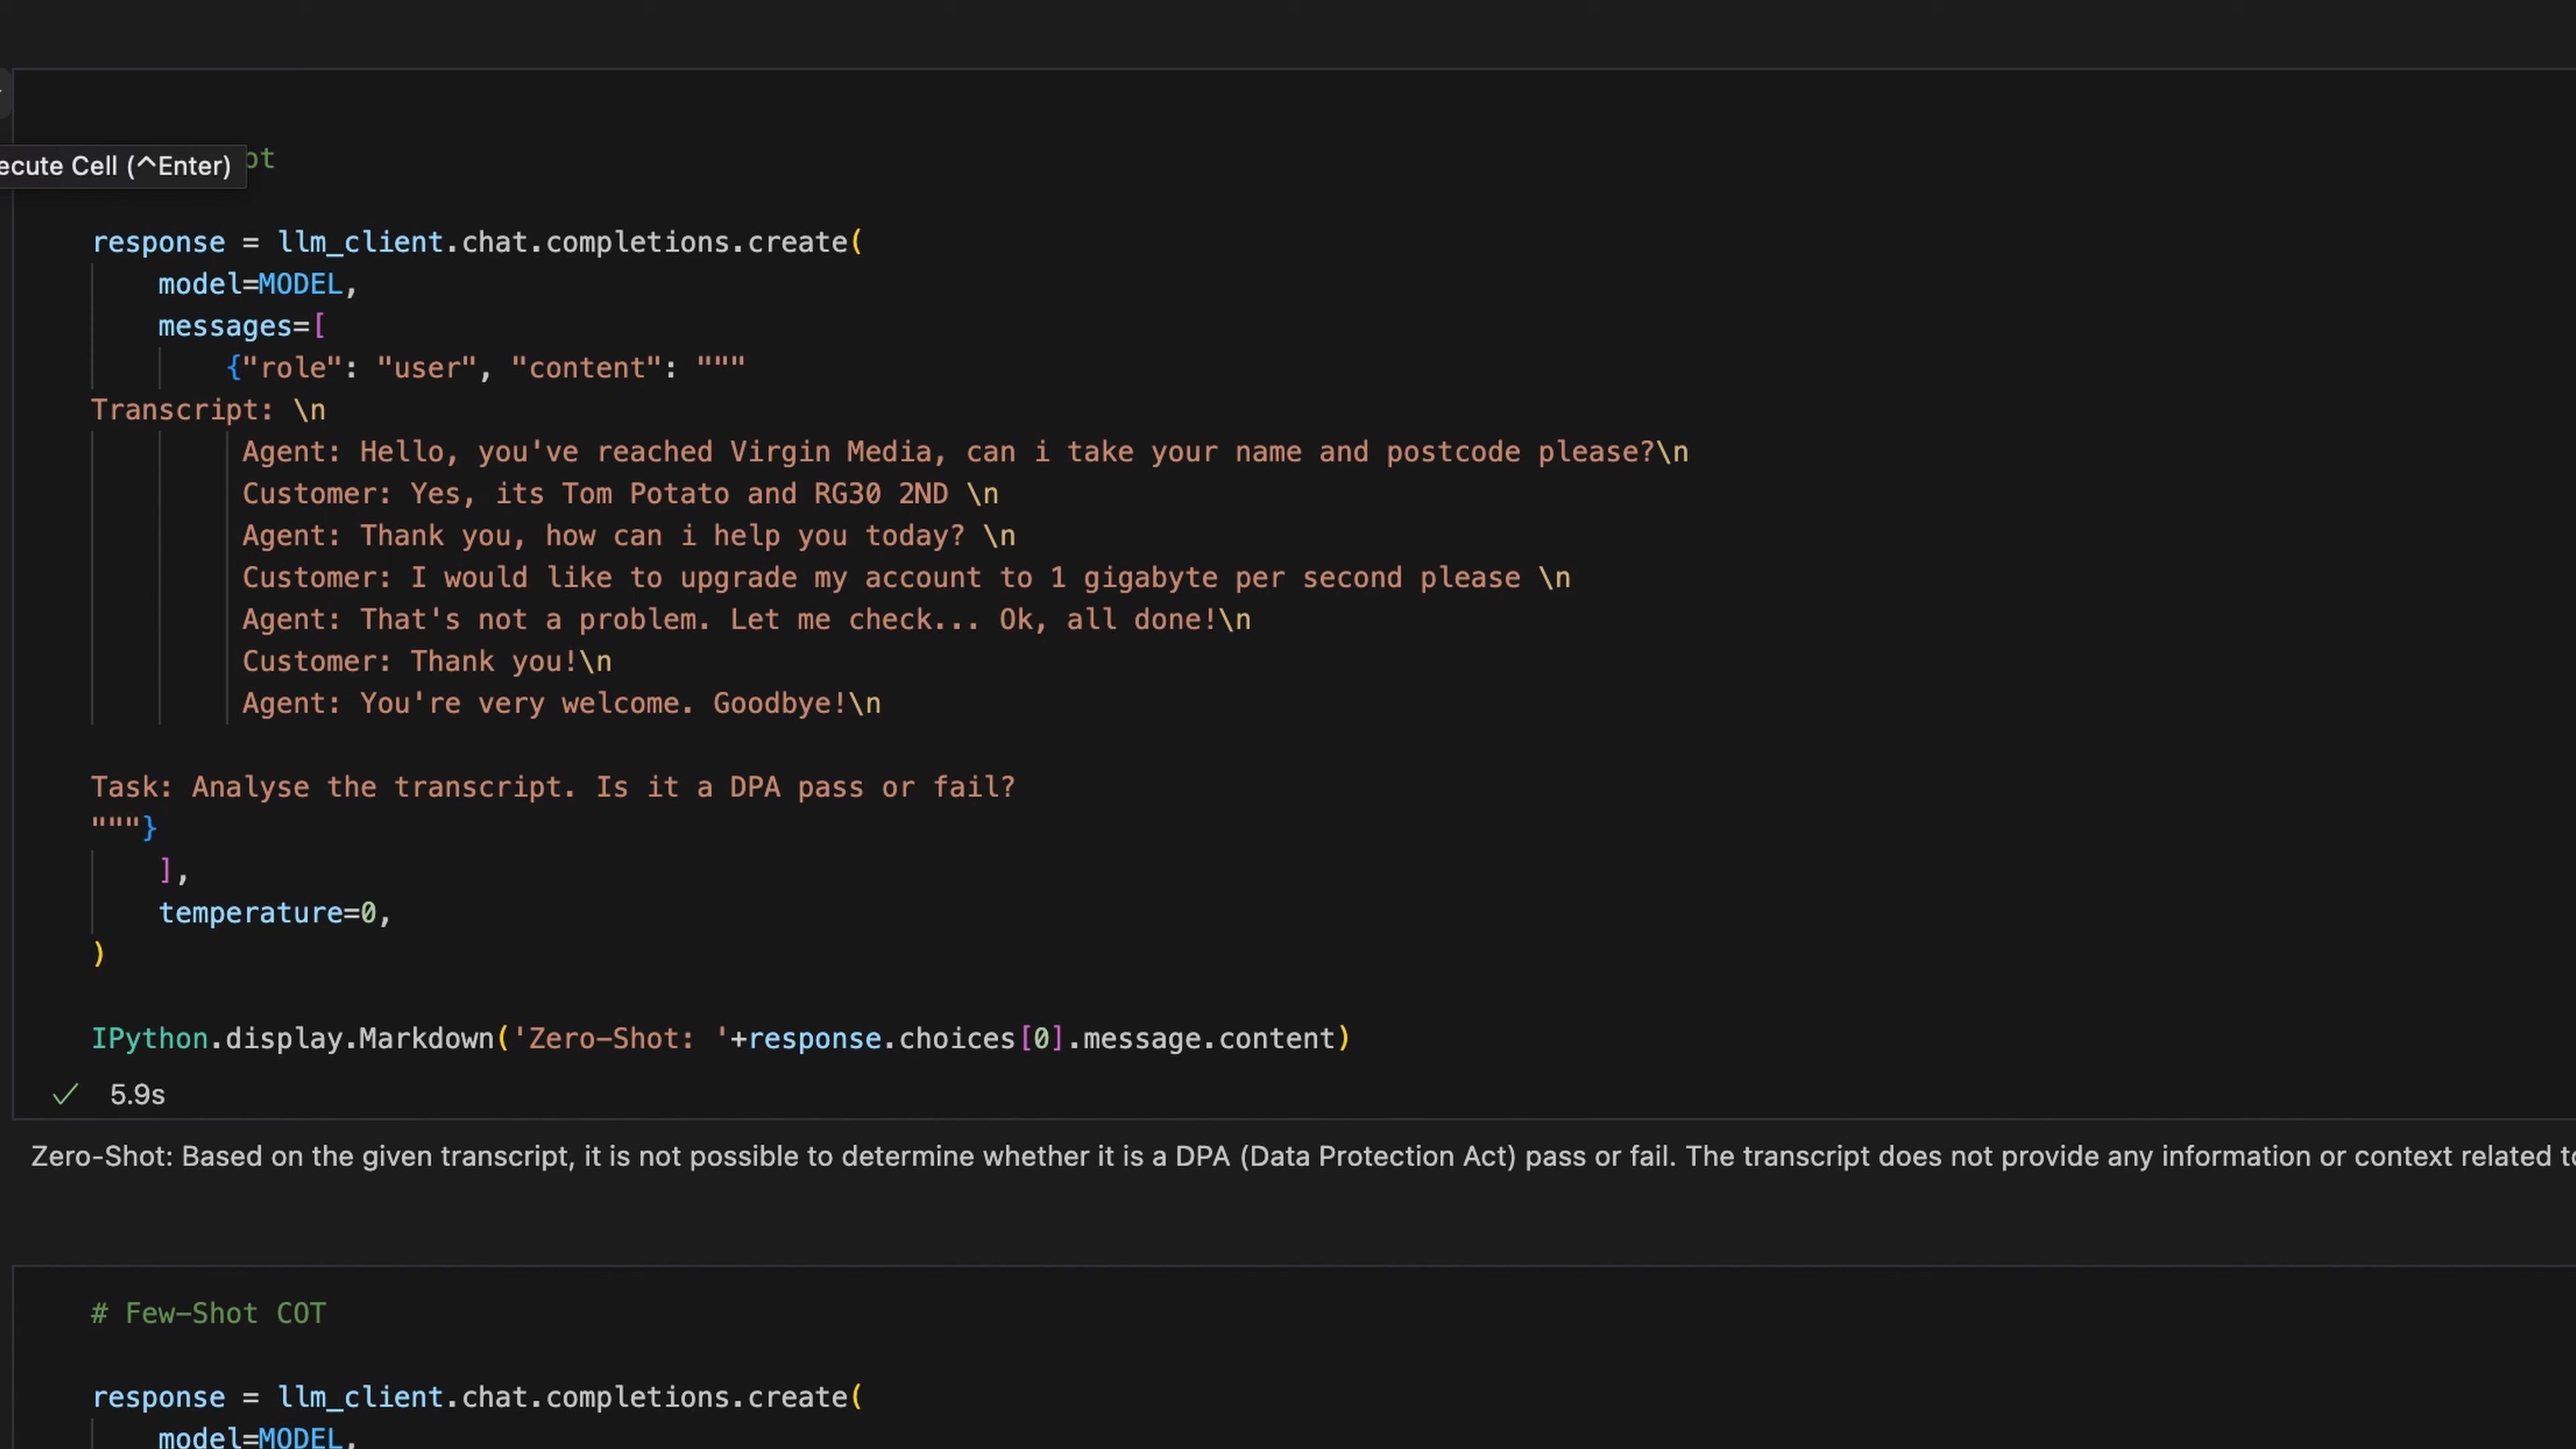 ecute Cell (^Enter)
ot
response = llm_client.chat.completions.create(
model=MODEL,
messages=[
{"role": "user", "content": """
Transcript: \n
Agent: Hello, you've reached Virgin Media, can i take your name and postcode please?\n
Customer: Yes, its Tom Potato and RG30 2ND \n
Agent: Thank you, how can i help you today? \n
Customer: I would like to upgrade my account to 1 gigabyte per second please \n
Agent: That's not a problem. Let me check... Ok, all done!\n
Customer: Thank you!\n
Agent: You're very welcome. Goodbye!\n
Task: Analyse the transcript. Is it a DPA pass or fail?
"""}
],
temperature=0,
)
IPython.display.Markdown('Zero-Shot: '+response.choices[0].message.content)
5.9s
Zero-Shot: Based on the given transcript, it is not possible to determine whether it is a DPA (Data Protection Act) pass or fail. The transcript does not provide any information or context related to
# Few-Shot COT
response = llm_client.chat.completions.create(
model=MODEL,